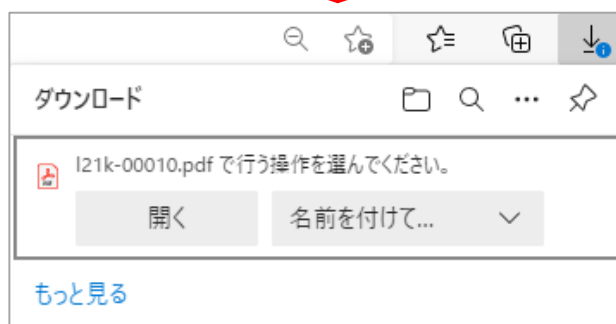 ダウンロード
l21k-00010.pdf で行う操作を選んでください。
開く
名前を付けて...
もっと見る